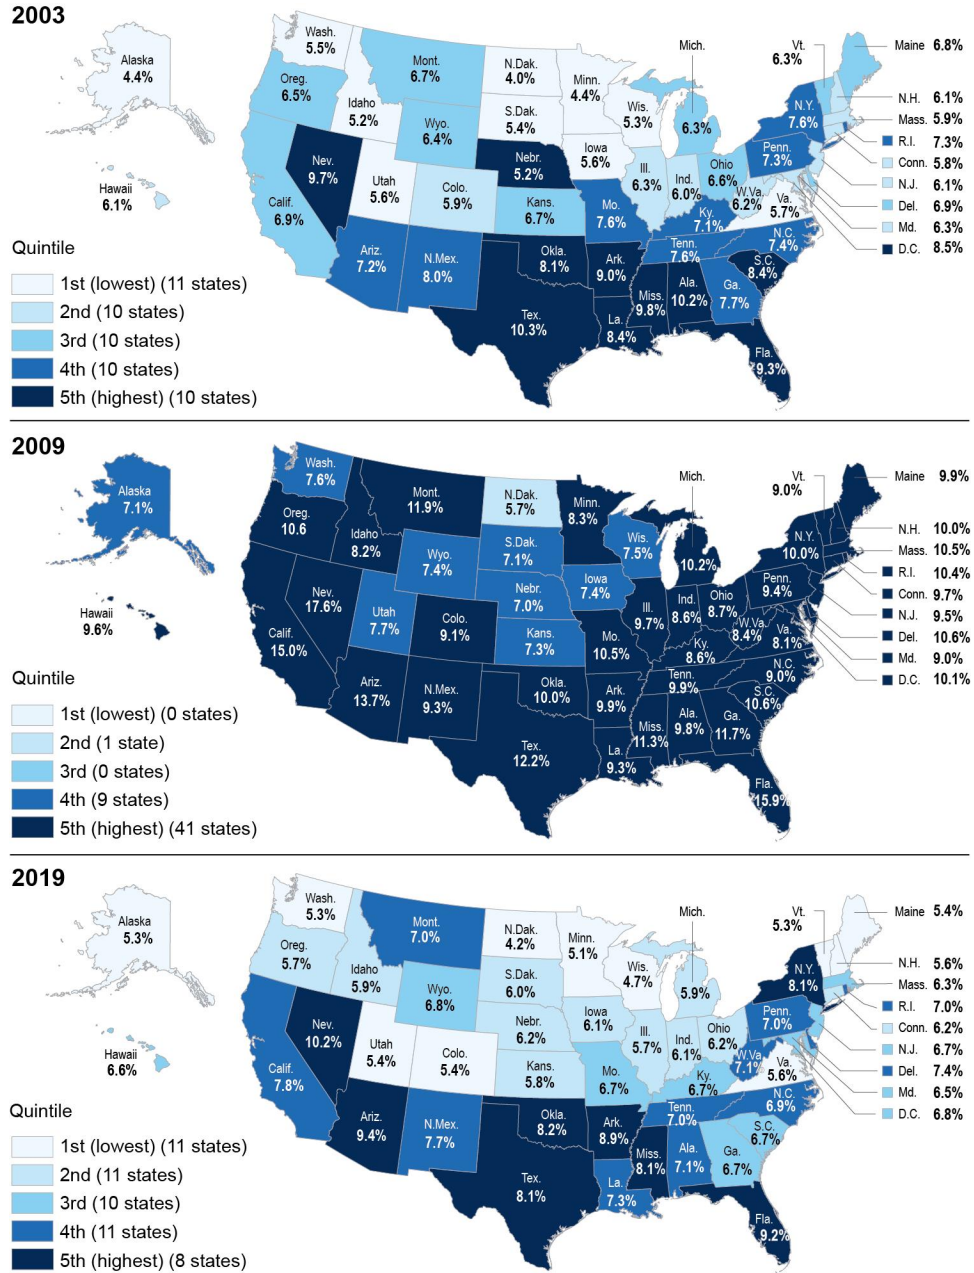 2003
Alaska
4.4%
Hawaii
6.1%
Wash.
5.5%
Oreg.
6.5%
Calif.
6.9%
Nev.
9.7%
Idaho
5.2%
Mont.
6.7%
Wyo.
6.4%
Utah
5.6%
Colo.
5.9%
Ariz.
7.2%
N.Mex.
8.0%
N.Dak.
4.0%
S.Dak.
5.4%
Nebr.
5.2%
Kans.
6.7%
Okla.
8.1%
Tex.
10.3%
Minn.
4.4%
Iowa
5.6%
Mo.
7.6%
Ark.
9.0%
La.
8.4%
Wis.
5.3%
Ill.
6.3%
Mich.
6.3%
Ind.
6.0%
Ohio
6.6%
Ky.
7.1%
Tenn.
7.6%
Miss.
9.8%
Ala.
10.2%
Ga.
7.7%
Fla.
9.3%
S.C.
8.4%
N.C.
7.4%
Va.
5.7%
W.Va.
6.2%
Penn.
7.3%
N.Y.
7.6%
Vt.
6.3%
Maine 6.8%
N.H. 6.1%
Mass. 5.9%
R.I. 7.3%
Conn. 5.8%
N.J. 6.1%
Del. 6.9%
Md. 6.3%
D.C. 8.5%
Quintile
1st (lowest) (11 states)
2nd (10 states)
3rd (10 states)
4th (10 states)
5th (highest) (10 states)
2009
Alaska
7.1%
Hawaii
9.6%
Wash.
7.6%
Oreg.
10.6
Calif.
15.0%
Nev.
17.6%
Idaho
8.2%
Mont.
11.9%
Wyo.
7.4%
Utah
7.7%
Colo.
9.1%
Ariz.
13.7%
N.Mex.
9.3%
N.Dak.
5.7%
S.Dak.
7.1%
Nebr.
7.0%
Kans.
7.3%
Okla.
10.0%
Tex.
12.2%
Minn.
8.3%
Iowa
7.4%
Mo.
10.5%
Ark.
9.9%
La.
9.3%
Wis.
7.5%
Ill.
9.7%
Mich.
10.2%
Ind.
8.6%
Ohio
8.7%
Ky.
8.6%
Tenn.
9.9%
Miss.
11.3%
Ala.
9.8%
Ga.
11.7%
Fla.
15.9%
S.C.
10.6%
N.C.
9.0%
Va.
8.1%
W.Va.
8.4%
Penn.
9.4%
N.Y.
10.0%
Vt.
9.0%
Maine 9.9%
N.H. 10.0%
Mass. 10.5%
R.I. 10.4%
Conn. 9.7%
N.J. 9.5%
Del. 10.6%
Md. 9.0%
D.C. 10.1%
Quintile
1st (lowest) (0 states)
2nd (1 state)
3rd (0 states)
4th (9 states)
5th (highest) (41 states)
2019
Alaska
5.3%
Hawaii
6.6%
Wash.
5.3%
Oreg.
5.7%
Calif.
7.8%
Nev.
10.2%
Idaho
5.9%
Mont.
7.0%
Wyo.
6.8%
Utah
5.4%
Colo.
5.4%
Ariz.
9.4%
N.Mex.
7.7%
N.Dak.
4.2%
S.Dak.
6.0%
Nebr.
6.2%
Kans.
5.8%
Okla.
8.2%
Tex.
8.1%
Minn.
5.1%
Iowa
6.1%
Mo.
6.7%
Ark.
8.9%
La.
7.3%
Wis.
4.7%
Ill.
5.7%
Mich.
5.9%
Ind.
6.1%
Ohio
6.2%
Ky.
6.7%
Tenn.
7.0%
Miss.
8.1%
Ala.
7.1%
Ga.
6.7%
Fla.
9.2%
S.C.
6.7%
N.C.
6.9%
Va.
5.6%
W.Va.
7.1%
Penn.
7.0%
N.Y.
8.1%
Vt.
5.3%
Maine 5.4%
N.H. 5.6%
Mass. 6.3%
R.I. 7.0%
Conn. 6.2%
N.J. 6.7%
Del. 7.4%
Md. 6.5%
D.C. 6.8%
Quintile
1st (lowest) (11 states)
2nd (11 states)
3rd (10 states)
4th (11 states)
5th (highest) (8 states)